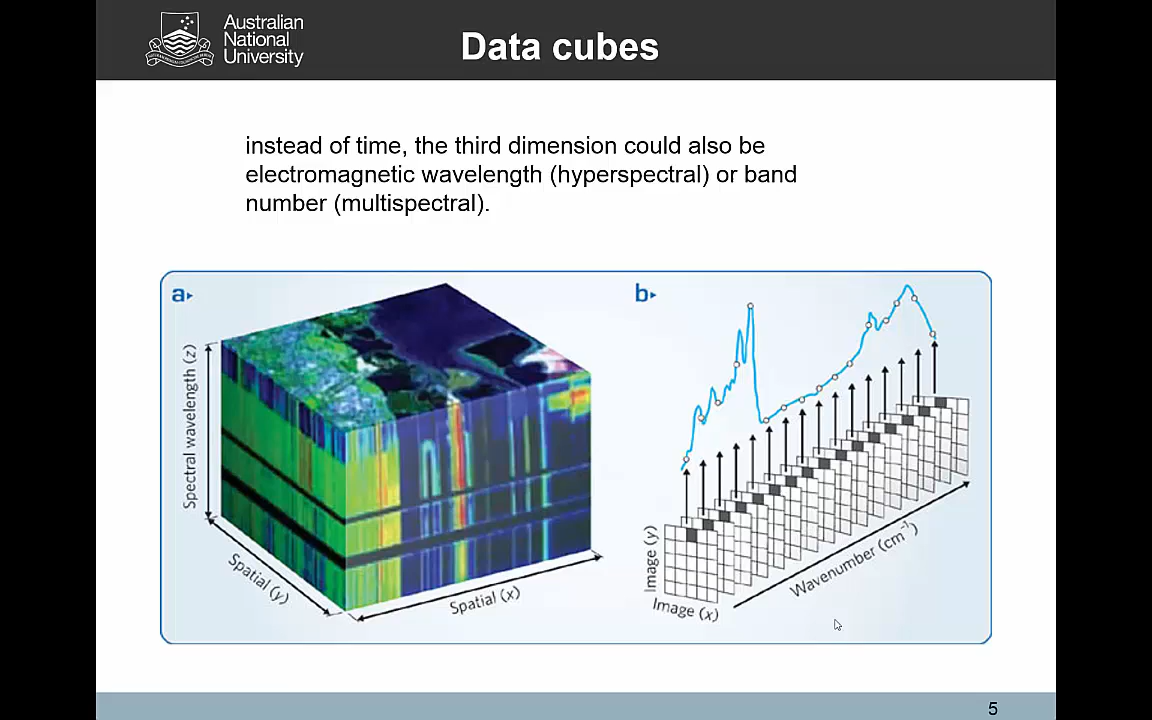 Australian
National
University
Data cubes
instead of time, the third dimension could also be
electromagnetic wavelength (hyperspectral) or band
number (multispectral).
a
b
Spectral wavelength (z)
Spatial (y)
Spatial (x)
Image (y)
Image (x)
Wavenumber (cm⁻¹)
5